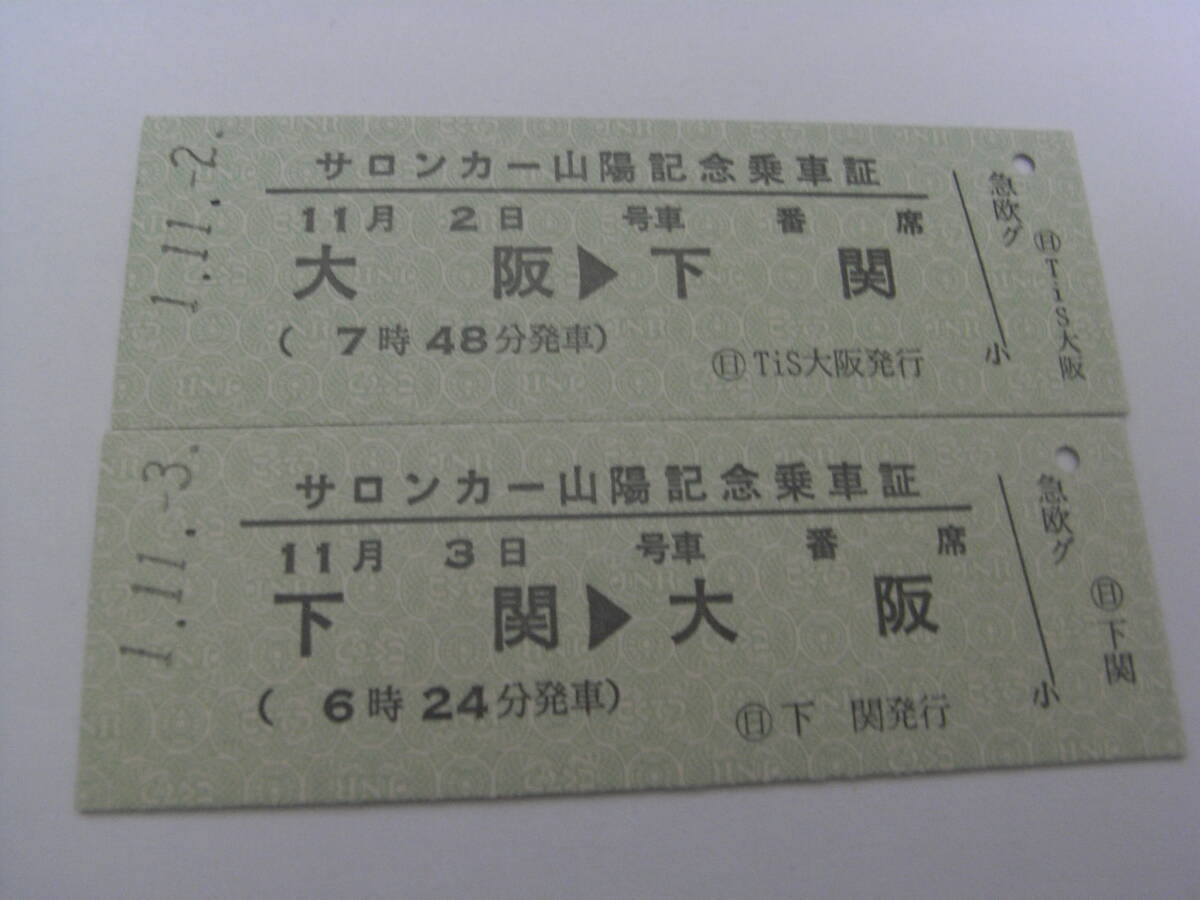 1.11.-2.
サロンカー山陽記念乗車証
11月 2日 号車 番 席
大 阪▶下 関
( 7時48分発車)
㊐TiS大阪発行
急欧グ
小
㊐TiS大阪
1.11.-3.
サロンカー山陽記念乗車証
11月 3日 号車 番 席
下 関▶大 阪
( 6時24分発車)
㊐下 関発行
急欧グ
小
㊐下関